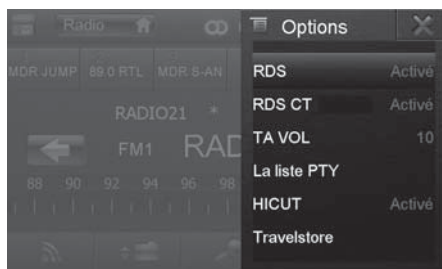 Radio
Options
MDR JUMP 89.0 RTL MDR S-AN
RDS Activé
RADIO21 *
RDS CT Activé
FM1 RAD
TA VOL 10
La liste PTY
88 90 92 94 96 98
HICUT Activé
Travelstore